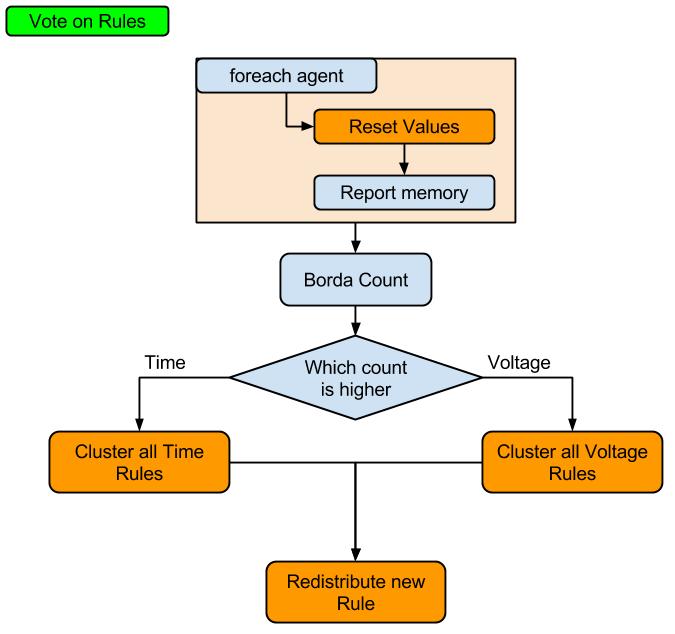 Vote on Rules
foreach agent
Reset Values
Report memory
Borda Count
Which count
is higher
Time
Voltage
Cluster all Time
Rules
Cluster all Voltage
Rules
Redistribute new
Rule